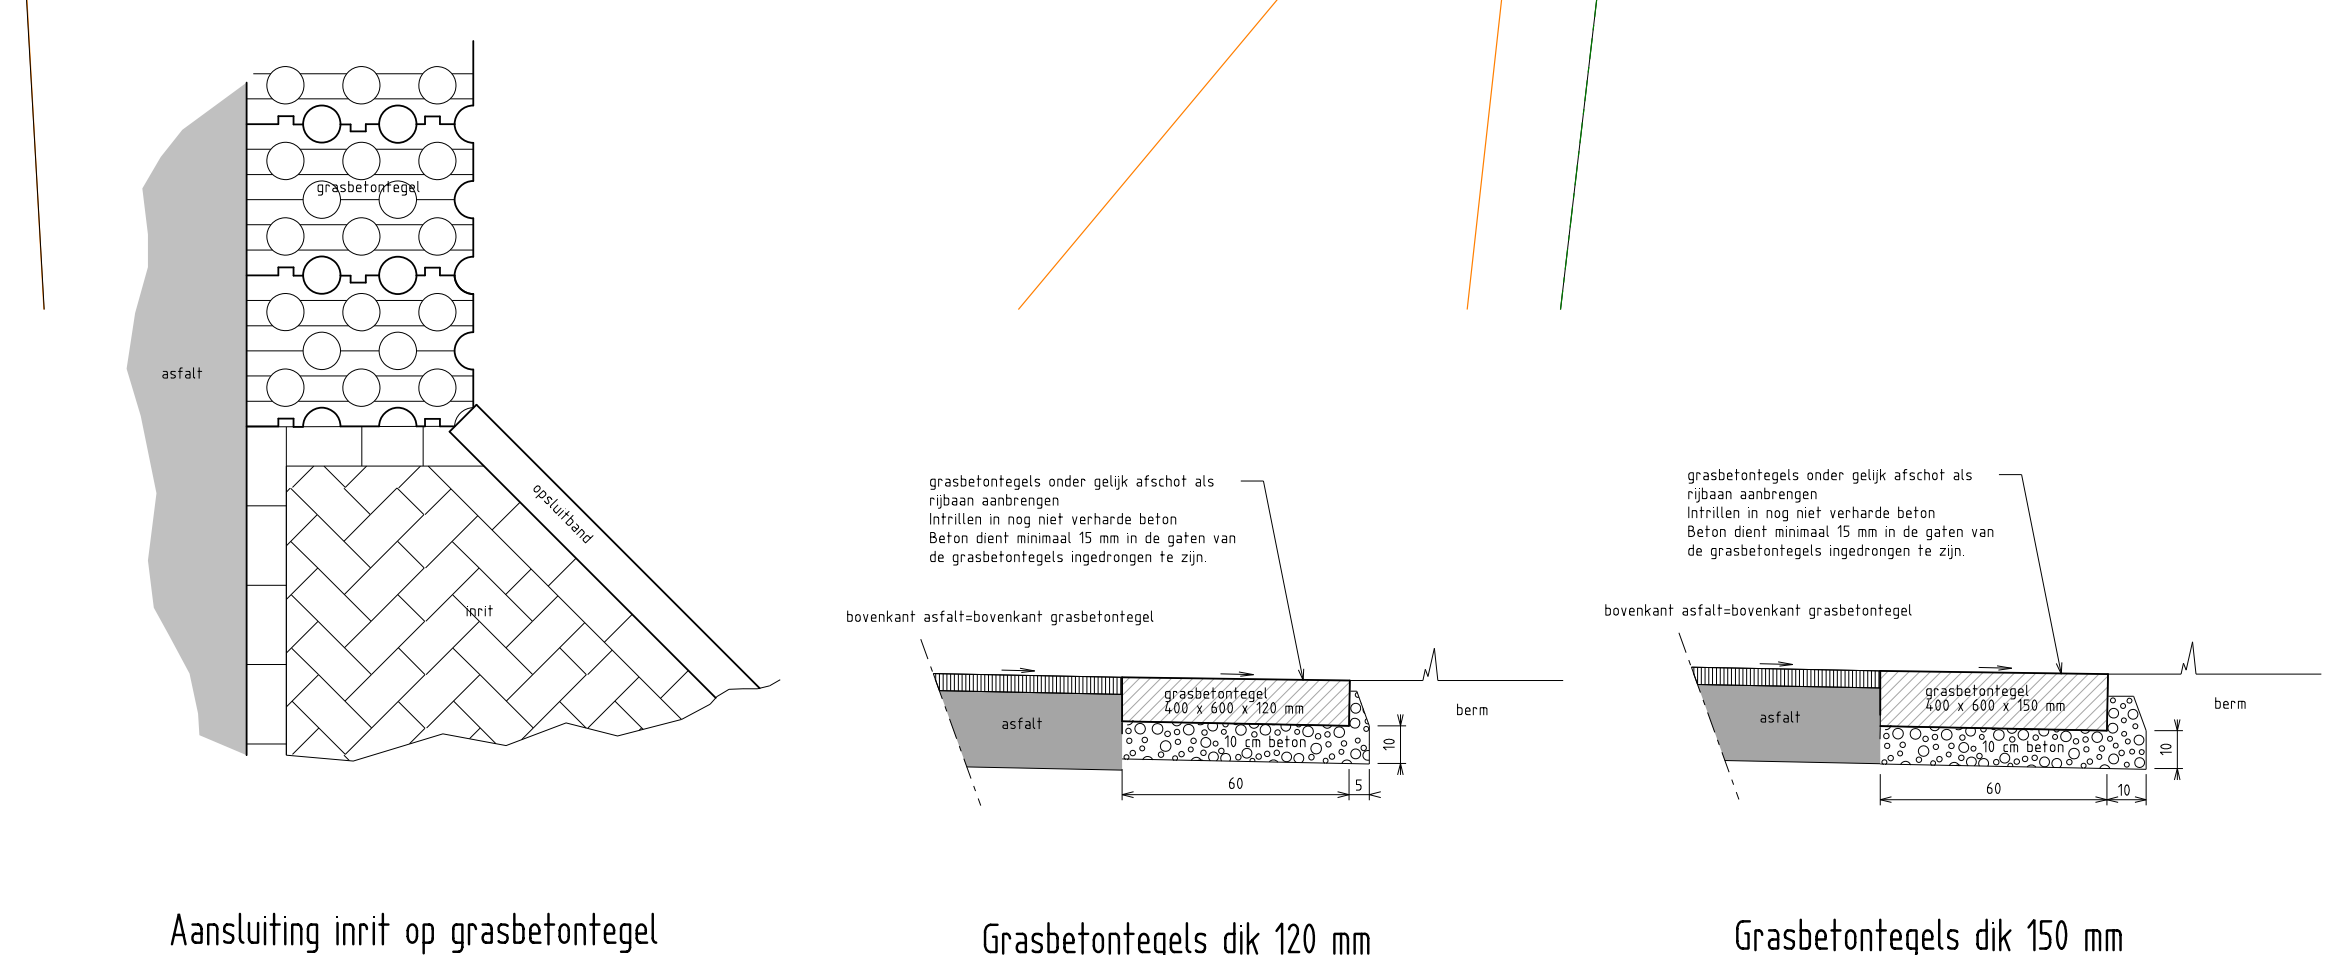 grasbetontegel
asfalt
opsluitband
inrit
Aansluiting inrit op grasbetontegel
grasbetontegels onder gelijk afschot als
rijbaan aanbrengen
Intrillen in nog niet verharde beton
Beton dient minimaal 15 mm in de gaten van
de grasbetontegels ingedrongen te zijn.
bovenkant asfalt=bovenkant grasbetontegel
grasbetontegel
400 x 600 x 120 mm
asfalt
berm
10 cm beton
10
60
5
Grasbetontegels dik 120 mm
grasbetontegels onder gelijk afschot als
rijbaan aanbrengen
Intrillen in nog niet verharde beton
Beton dient minimaal 15 mm in de gaten van
de grasbetontegels ingedrongen te zijn.
bovenkant asfalt=bovenkant grasbetontegel
grasbetontegel
400 x 600 x 150 mm
asfalt
berm
10 cm beton
10
60
10
Grasbetontegels dik 150 mm